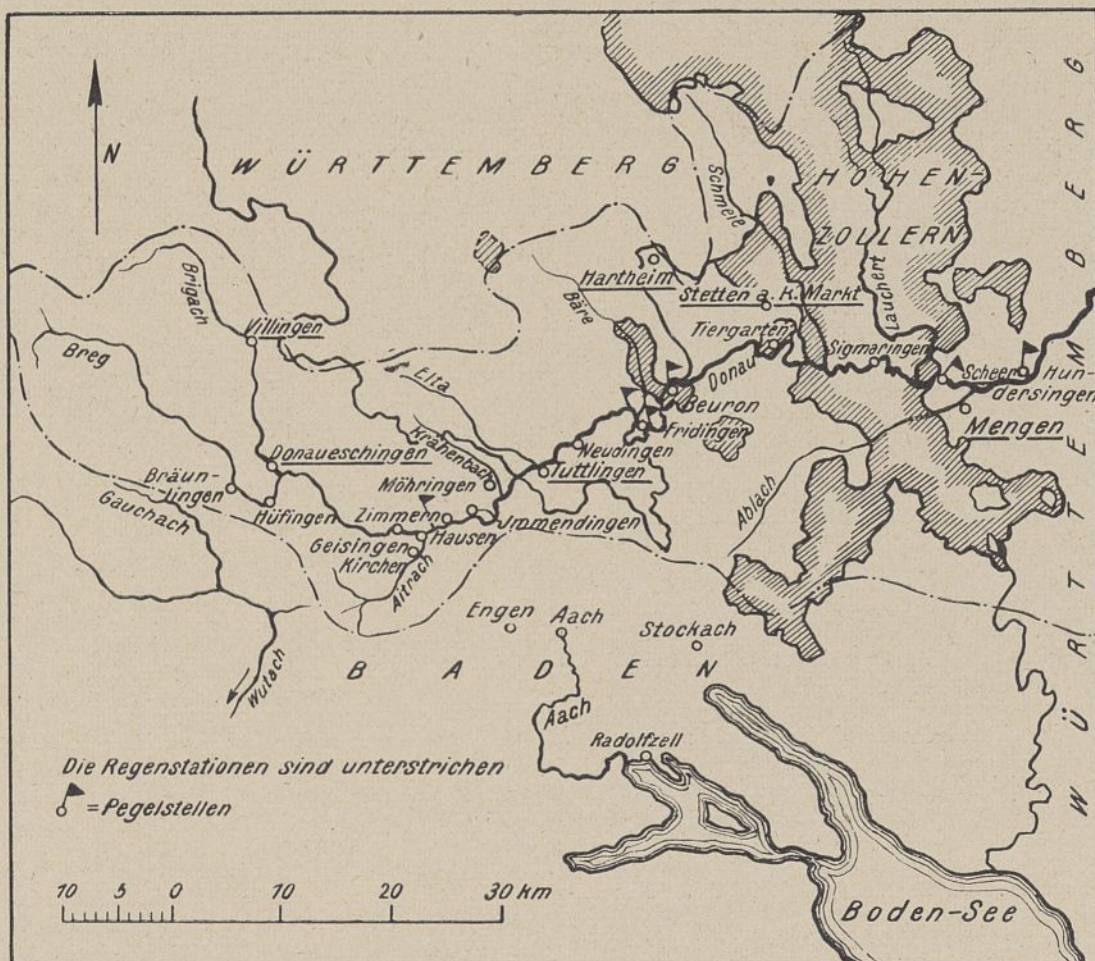 N
WÜRTTEMBERG
HOHEN-
ZOLLERN
WÜRTTEMBERG
Schmeie
Lauchert
Hartheim
Bäre
Stetten a. k. Markt
Tiergarten
Sigmaringen
Donau
Scheer
Hun-
dersingen
Mengen
Brigach
Villingen
Breg
Elta
Krähenbach
Beuron
Fridingen
Neudingen
Tuttlingen
Donaueschingen
Bräun-
lingen
Möhringen
Gauchach
Hüfingen
Zimmern
Immendingen
Hausen
Geisingen
Kirchen
Aitrach
Ablach
Engen
Aach
Stockach
BADEN
Wutach
Aach
Radolfzell
Die Regenstationen sind unterstrichen
= Pegelstellen
10 5 0 10 20 30 km
Boden-See